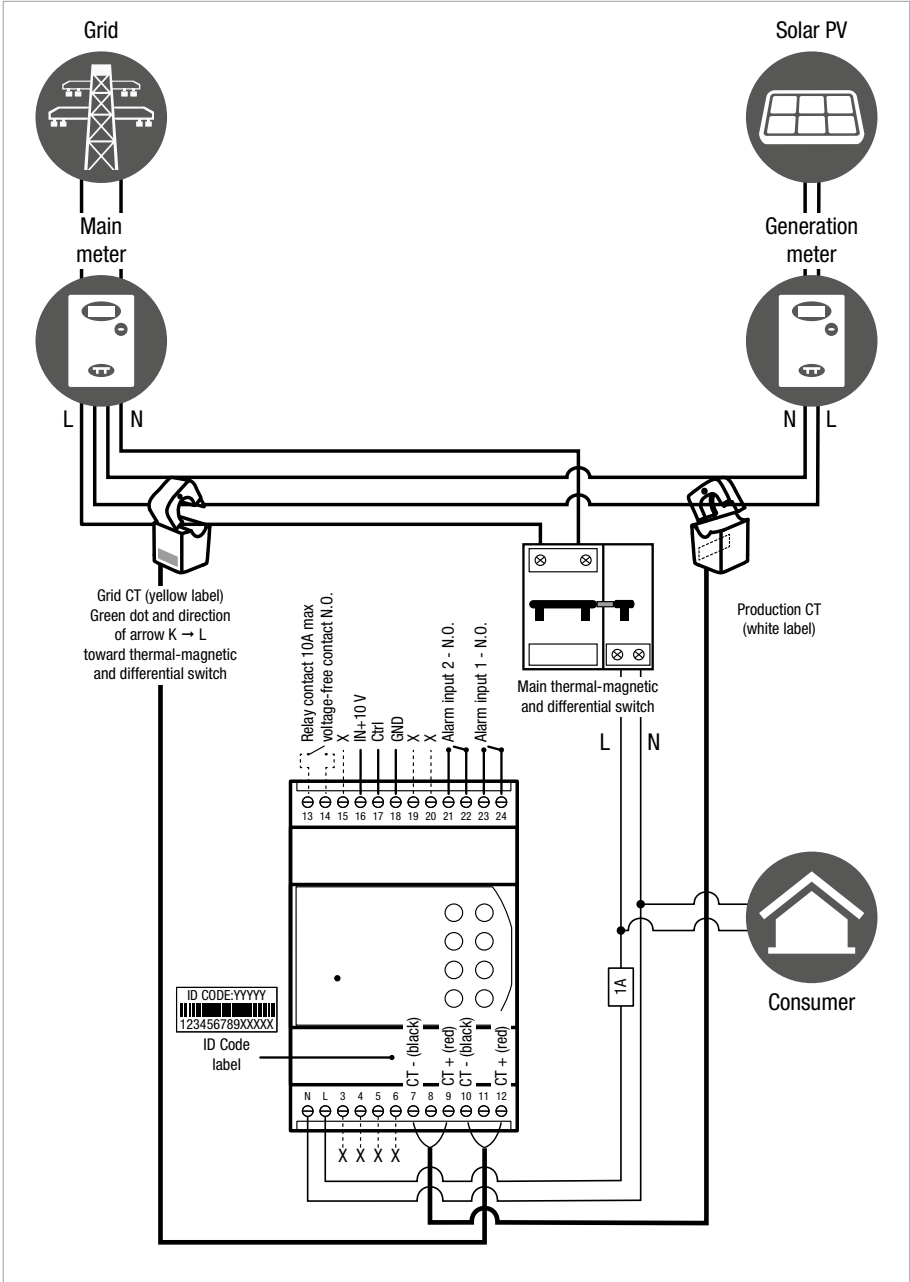 Grid
Solar PV
Main
meter
Generation
meter
L
N
N
L
Grid CT (yellow label)
Green dot and direction
of arrow K → L
toward thermal-magnetic
and differential switch
Production CT
(white label)
Main thermal-magnetic
and differential switch
L
N
Relay contact 10A max
voltage-free contact N.O.
X
IN+10 V
Ctrl
GND
X
X
Alarm input 2 - N.O.
Alarm input 1 - N.O.
13 14 15 16 17 18 19 20 21 22 23 24
1A
Consumer
ID CODE:YYYYY
123456789XXXXX
ID Code
label
CT - (black)
CT + (red)
CT - (black)
CT + (red)
N L 3 4 5 6 7 8 9 10 11 12
X X X X